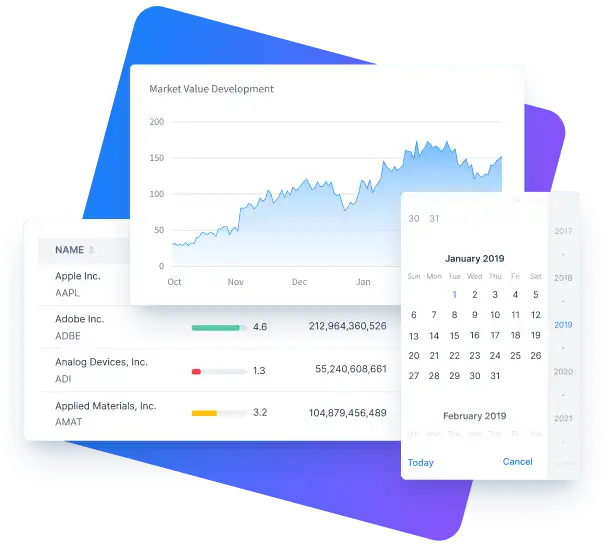 Market Value Development
200
150
100
50
0
Oct Nov Dec Jan
NAME
Apple Inc.
AAPL
Adobe Inc.
ADBE
4.6 212,964,360,526
Analog Devices, Inc.
ADI
1.3 55,240,608,661
Applied Materials, Inc.
AMAT
3.2 104,879,456,489
30 31
January 2019
Sun Mon Tue Wed Thu Fri Sat
1 2 3 4 5
6 7 8 9 10 11 12
13 14 15 16 17 18 19
20 21 22 23 24 25 26
27 28 29 30 31
February 2019
Sun Mon Tue Wed Thu Fri Sat
Today Cancel
2017
2018
2019
2020
2021